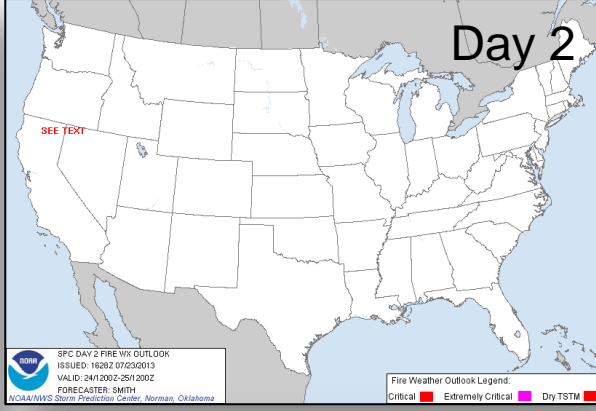 Day 2
SEE TEXT
SPC DAY 2 FIRE WX OUTLOOK
ISSUED: 1628Z 07/23/2013
VALID: 24/1200Z-25/1200Z
FORECASTER: SMITH
NOAA/NWS Storm Prediction Center, Norman, Oklahoma
NOAA
Fire Weather Outlook Legend:
Critical Extremely Critical Dry TSTM